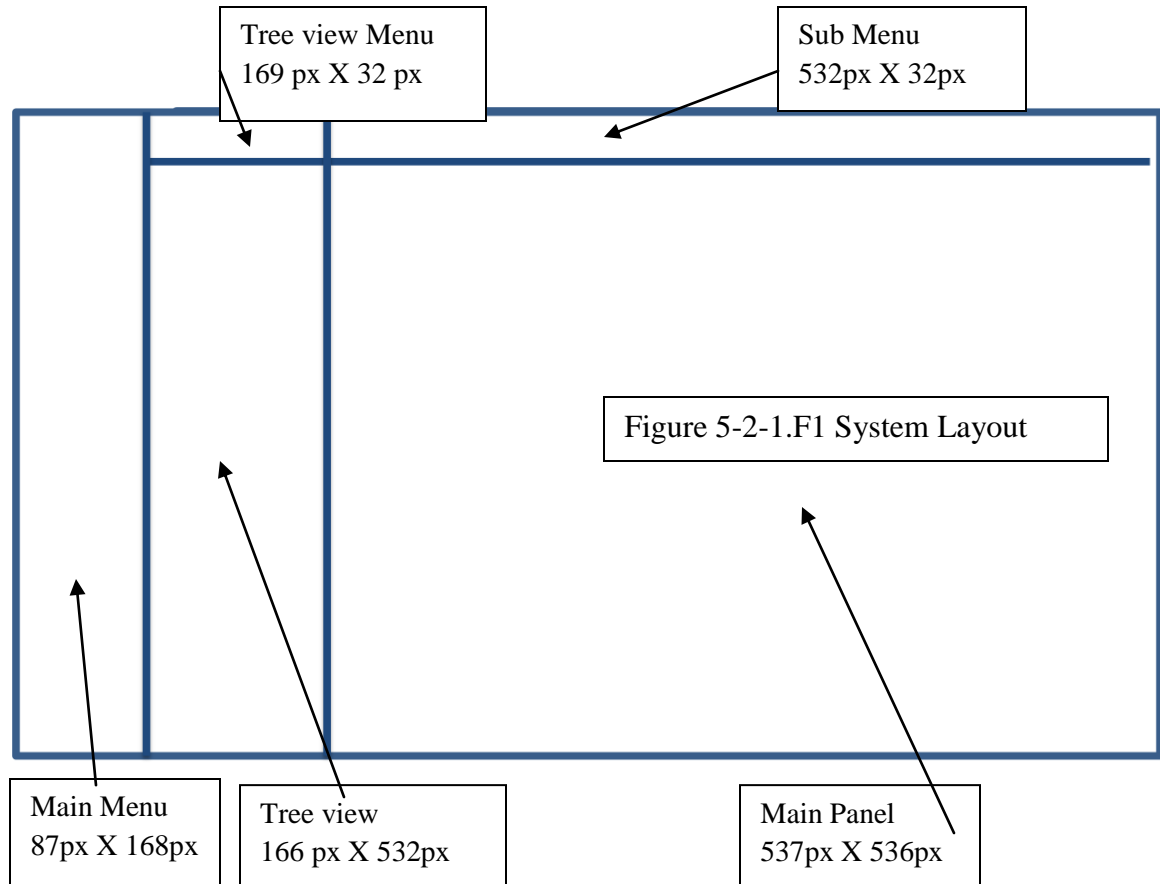 Tree view Menu
169 px X 32 px
Sub Menu
532px X 32px
Figure 5-2-1.F1 System Layout
Main Menu
87px X 168px
Tree view
166 px X 532px
Main Panel
537px X 536px